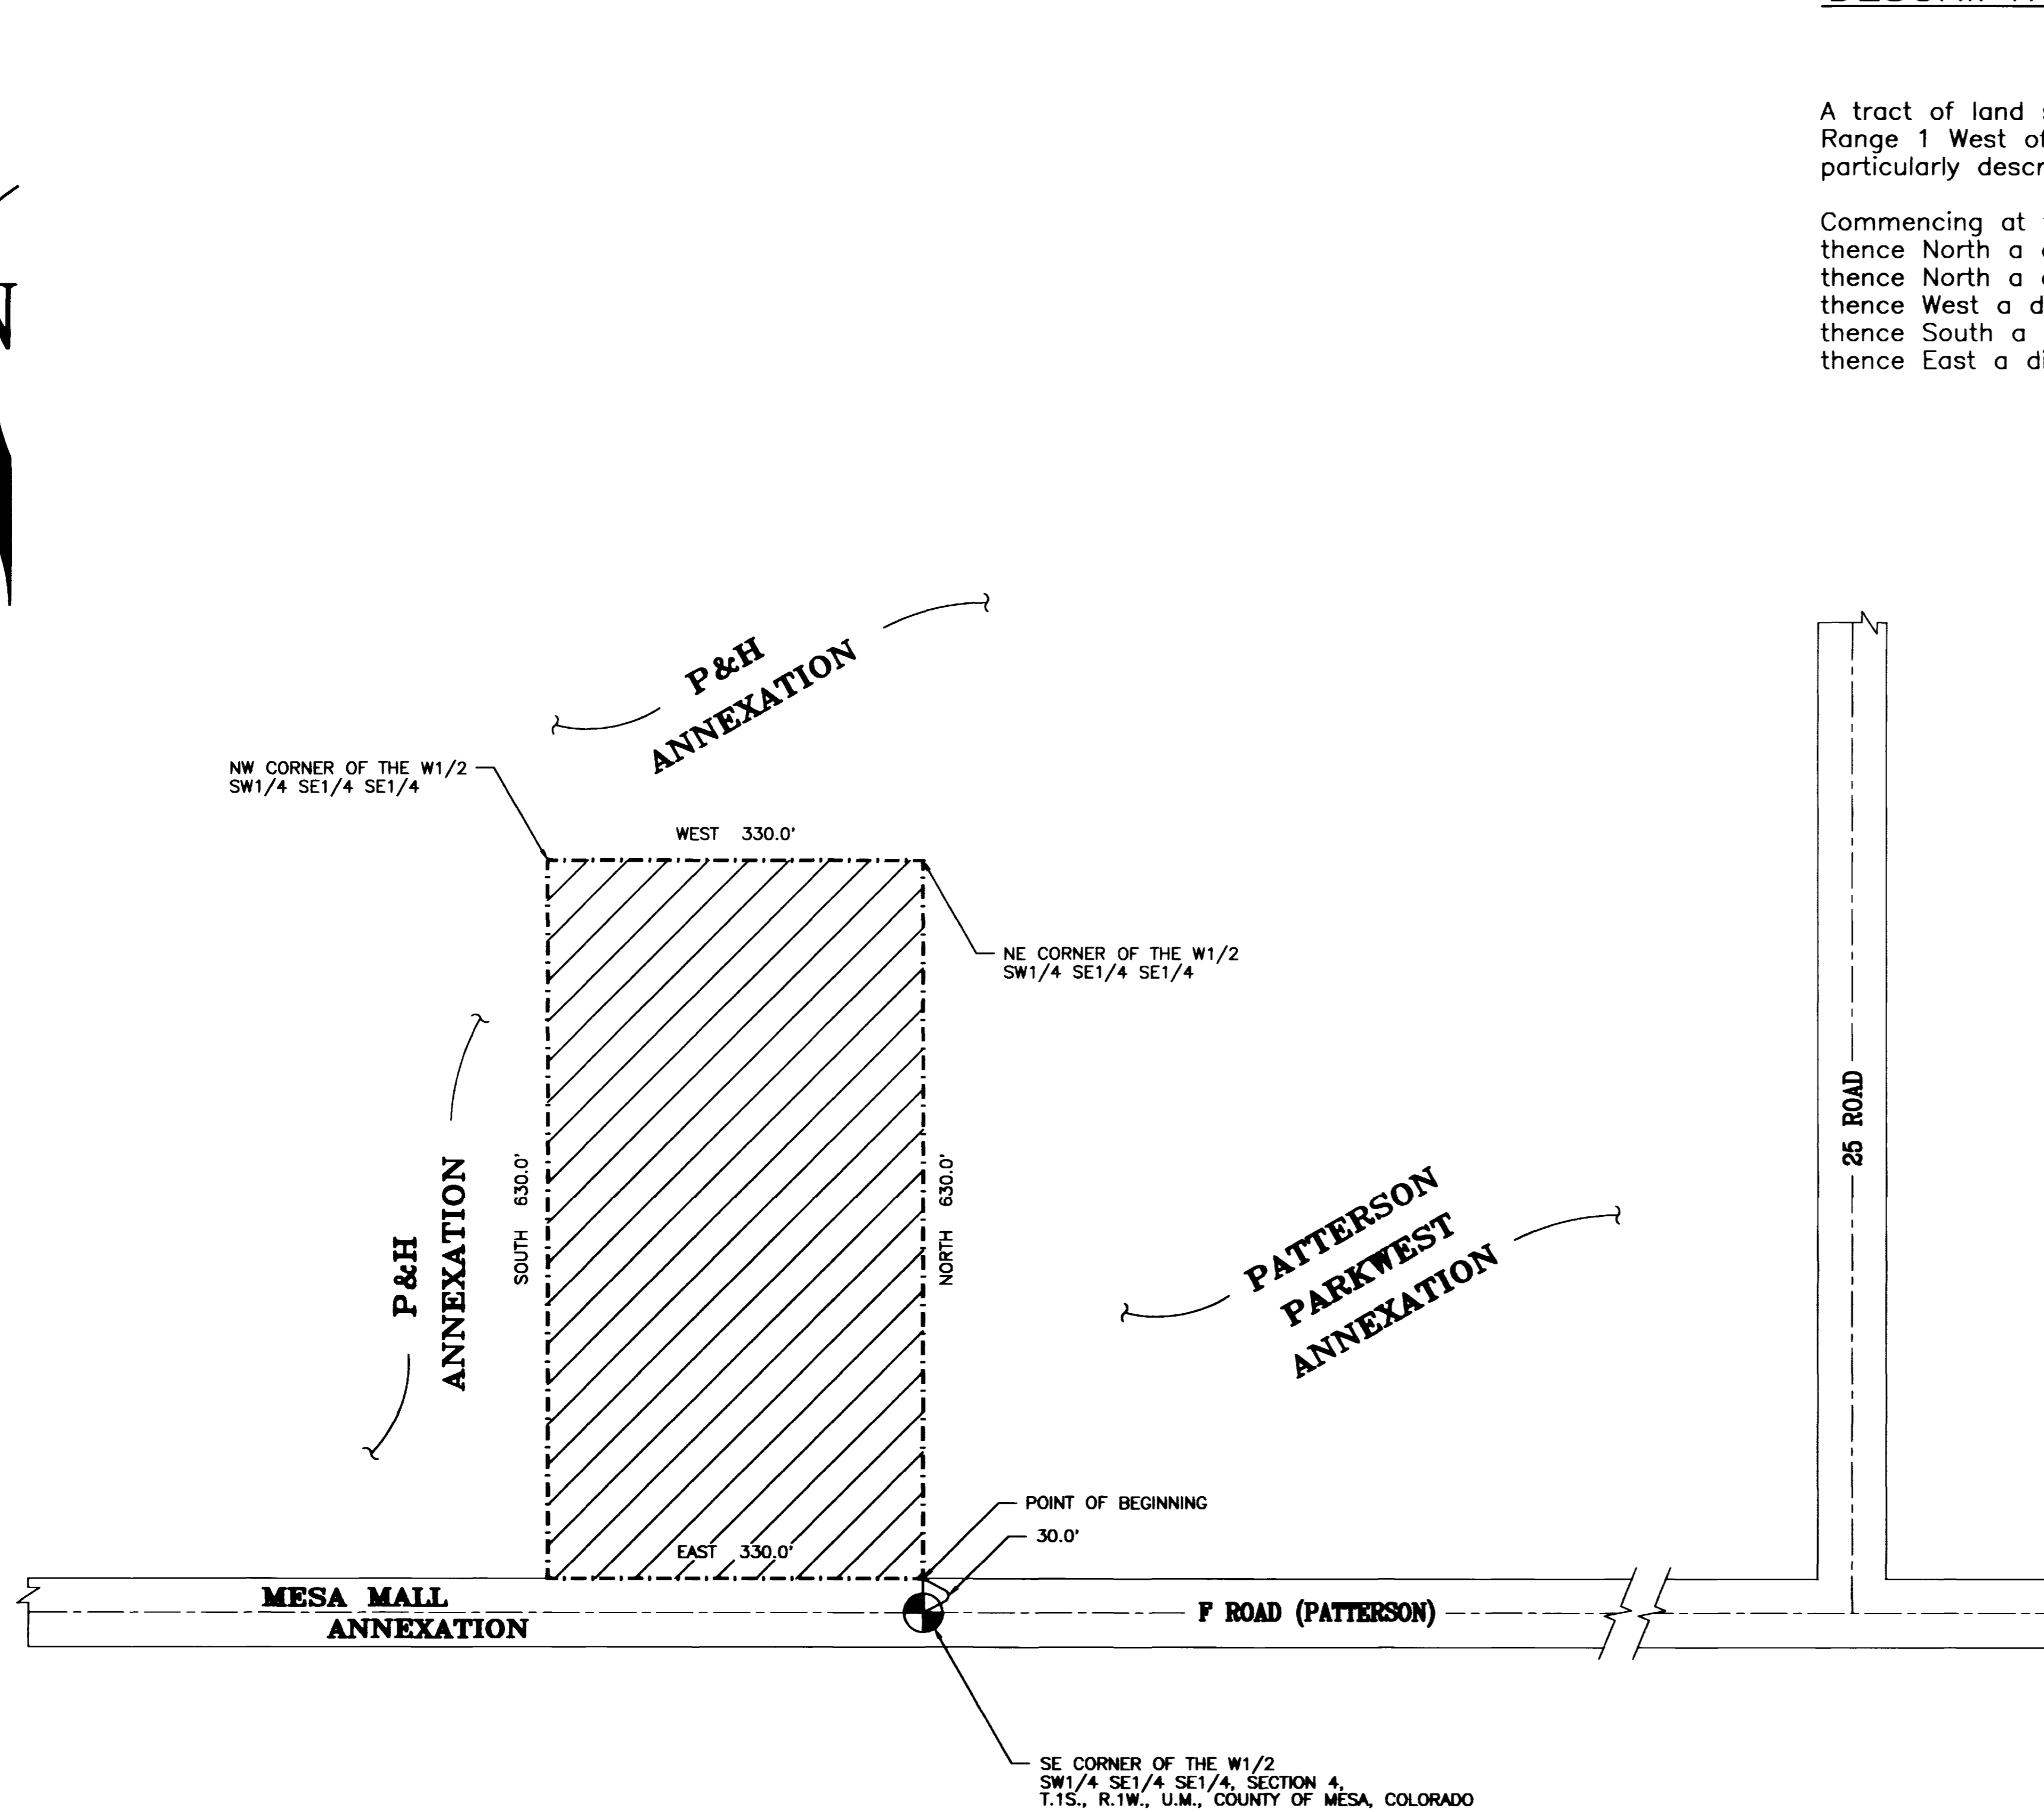 A tract of land
Range 1 West of
particularly descr
Commencing at
thence North a
thence North a
thence West a d
thence South a
thence East a di
P&H
ANNEXATION
NW CORNER OF THE W1/2
SW1/4 SE1/4 SE1/4
WEST 330.0'
NE CORNER OF THE W1/2
SW1/4 SE1/4 SE1/4
P&H
ANNEXATION
SOUTH 630.0'
NORTH 630.0'
25 ROAD
PATTERSON
PARKWEST
ANNEXATION
POINT OF BEGINNING
30.0'
EAST 330.0'
MESA MALL
ANNEXATION
F ROAD (PATTERSON)
SE CORNER OF THE W1/2
SW1/4 SE1/4 SE1/4, SECTION 4,
T.1S., R.1W., U.M., COUNTY OF MESA, COLORADO